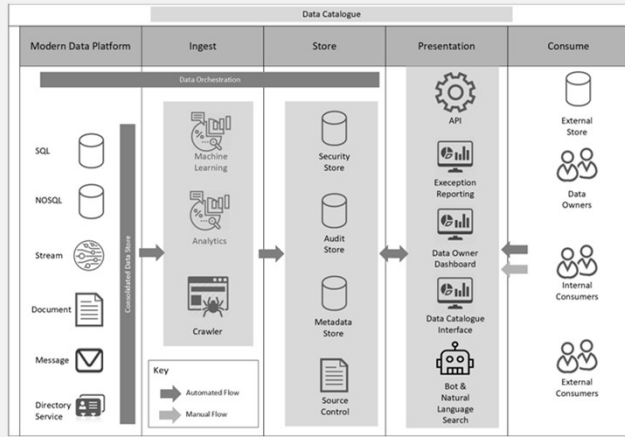 Data Catalogue
Modern Data Platform
Ingest
Store
Presentation
Consume
Data Orchestration
SQL
NOSQL
Stream
Document
Message
Directory
Service
Consolidated Data Store
Machine
Learning
Analytics
Crawler
Key
Automated Flow
Manual Flow
Security
Store
Audit
Store
Metadata
Store
Source
Control
API
Exeception
Reporting
Data Owner
Dashboard
Data Catalogue
Interface
Bot &
Natural
Language
Search
External
Store
Data
Owners
Internal
Consumers
External
Consumers